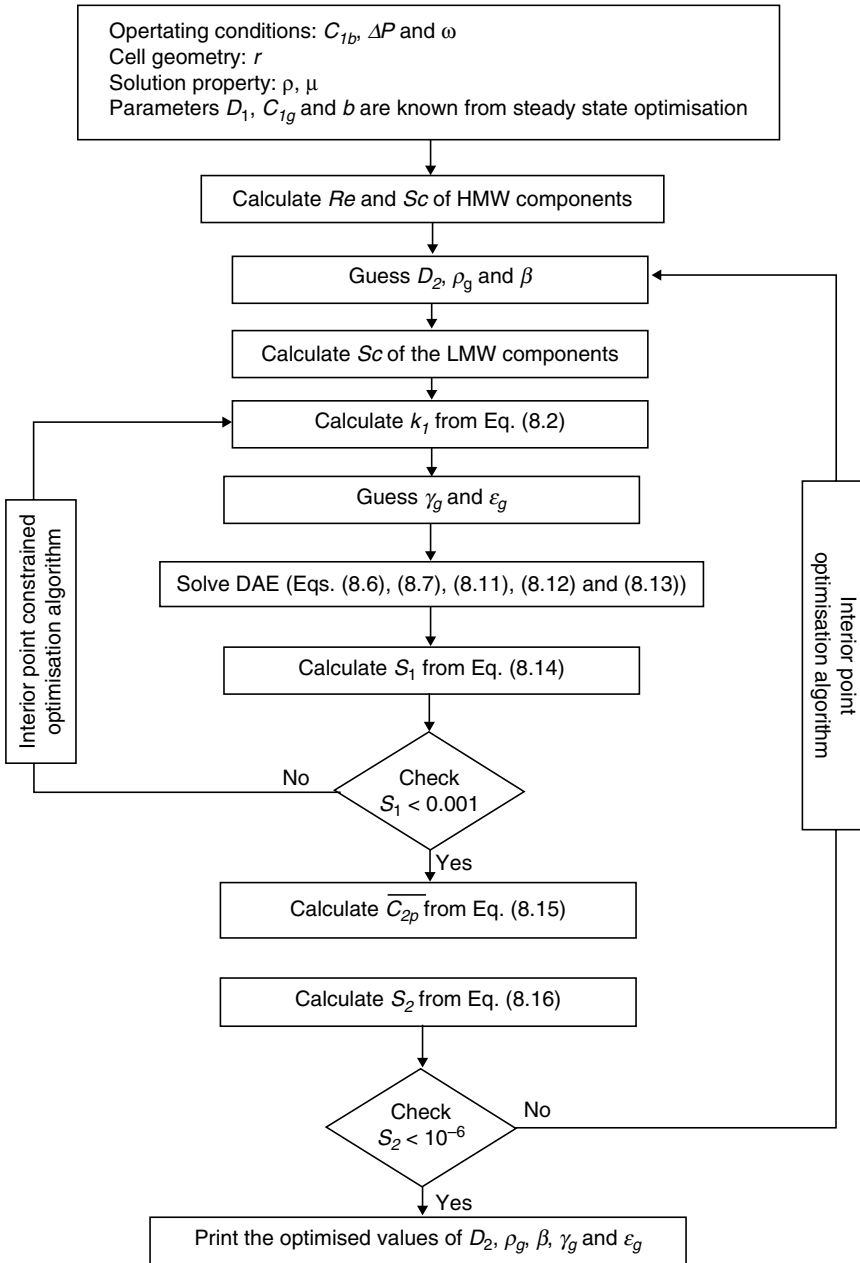 Opertating conditions: C1b, ΔP and ω
Cell geometry: r
Solution property: ρ, μ
Parameters D1, C1g and b are known from steady state optimisation
Calculate Re and Sc of HMW components
Guess D2, ρg and β
Calculate Sc of the LMW components
Calculate k1 from Eq. (8.2)
Guess γg and εg
Solve DAE (Eqs. (8.6), (8.7), (8.11), (8.12) and (8.13))
Calculate S1 from Eq. (8.14)
Interior point constrained
optimisation algorithm
Interior point
optimisation algorithm
No
Check
S1 < 0.001
Yes
Calculate C̅2p̅ from Eq. (8.15)
Calculate S2 from Eq. (8.16)
Check
S2 < 10⁻⁶
No
Yes
Print the optimised values of D2, ρg, β, γg and εg